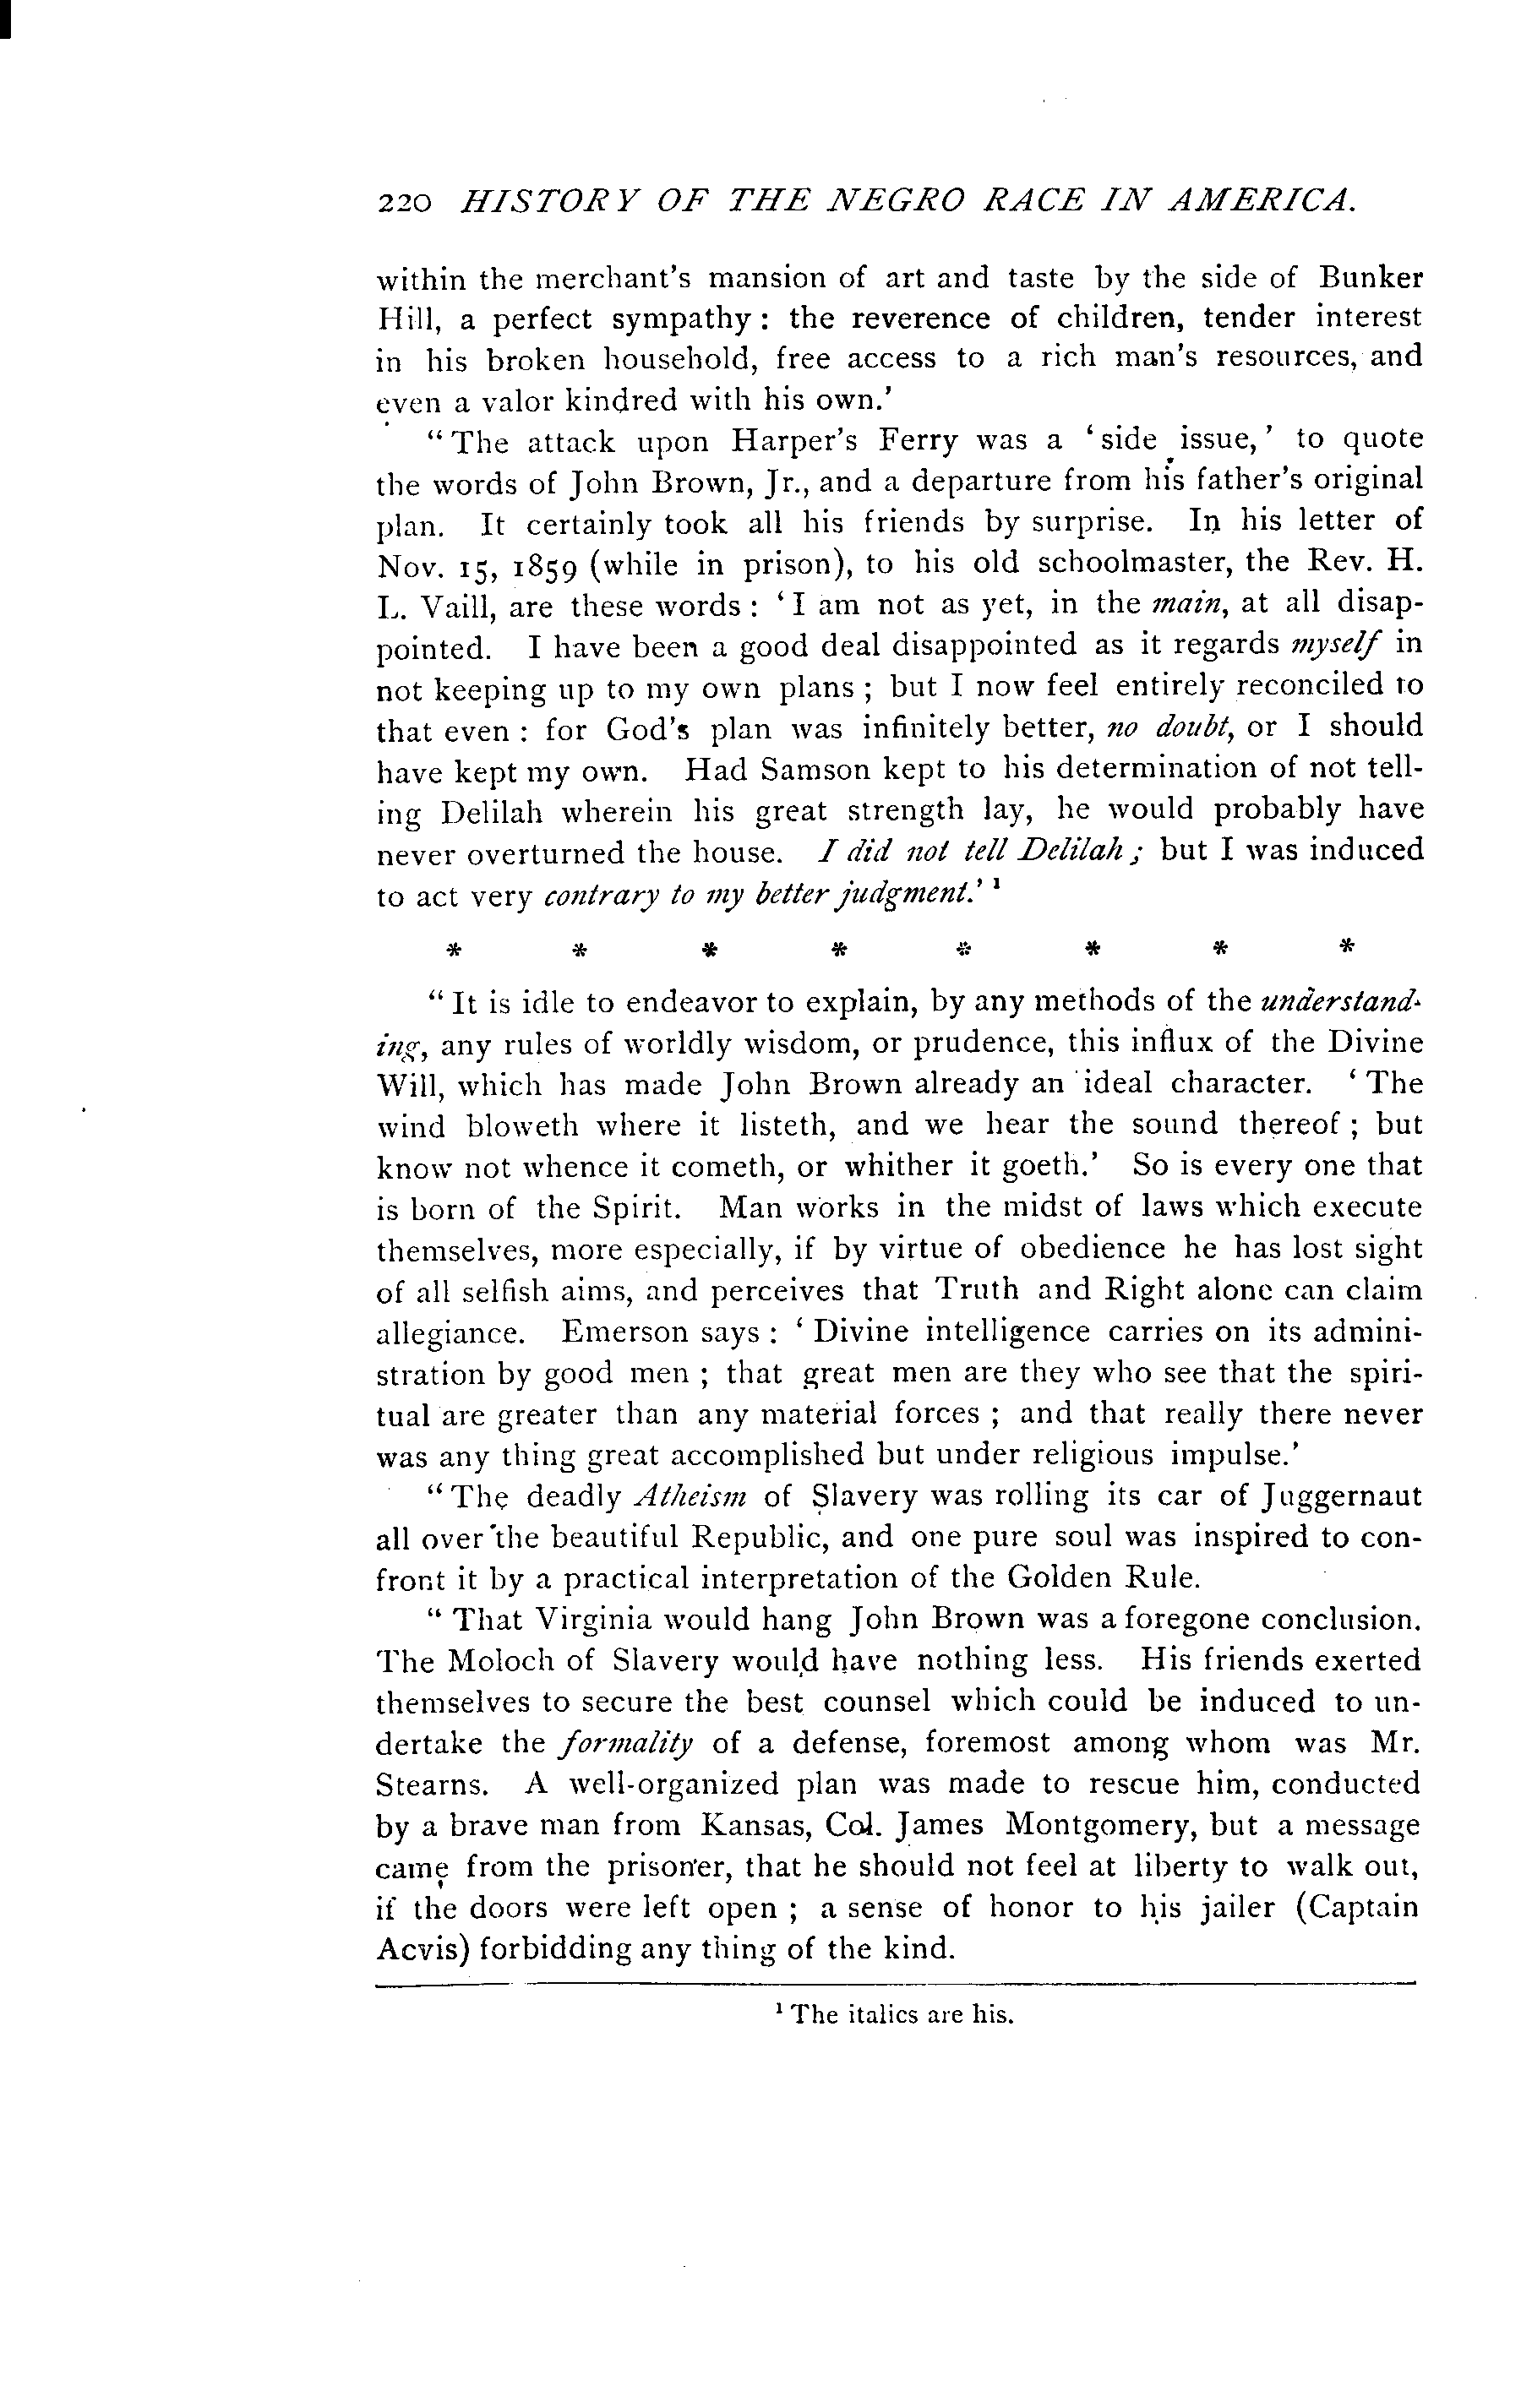 220 HISTORY OF THE NEGRO RACE IN AMERICA.
within the merchant's mansion of art and taste by the side of Bunker
Hill, a perfect sympathy : the reverence of children, tender interest
in his broken household, free access to a rich man's resources, and
even a valor kindred with his own.'
" The attack upon Harper's Ferry was a ' side issue, ' to quote
the words of John Brown, Jr., and a departure from his father's original
plan. It certainly took all his friends by surprise. In his letter of
Nov. 15, 1859 (while in prison), to his old schoolmaster, the Rev. H.
L. Vaill, are these words : ' I am not as yet, in the main, at all disap-
pointed. I have been a good deal disappointed as it regards myself in
not keeping up to my own plans ; but I now feel entirely reconciled to
that even : for God's plan was infinitely better, no doubt, or I should
have kept my own. Had Samson kept to his determination of not tell-
ing Delilah wherein his great strength lay, he would probably have
never overturned the house. I did not tell Delilah ; but I was induced
to act very contrary to my better judgment.' ¹
* * * * * * * *
" It is idle to endeavor to explain, by any methods of the understand-
ing, any rules of worldly wisdom, or prudence, this influx of the Divine
Will, which has made John Brown already an ideal character. ' The
wind bloweth where it listeth, and we hear the sound thereof ; but
know not whence it cometh, or whither it goeth.' So is every one that
is born of the Spirit. Man works in the midst of laws which execute
themselves, more especially, if by virtue of obedience he has lost sight
of all selfish aims, and perceives that Truth and Right alone can claim
allegiance. Emerson says : ' Divine intelligence carries on its admini-
stration by good men ; that great men are they who see that the spiri-
tual are greater than any material forces ; and that really there never
was any thing great accomplished but under religious impulse.'
" The deadly Atheism of Slavery was rolling its car of Juggernaut
all over the beautiful Republic, and one pure soul was inspired to con-
front it by a practical interpretation of the Golden Rule.
" That Virginia would hang John Brown was a foregone conclusion.
The Moloch of Slavery would have nothing less. His friends exerted
themselves to secure the best counsel which could be induced to un-
dertake the formality of a defense, foremost among whom was Mr.
Stearns. A well-organized plan was made to rescue him, conducted
by a brave man from Kansas, Col. James Montgomery, but a message
came from the prisoner, that he should not feel at liberty to walk out,
if the doors were left open ; a sense of honor to his jailer (Captain
Acvis) forbidding any thing of the kind.
¹ The italics are his.